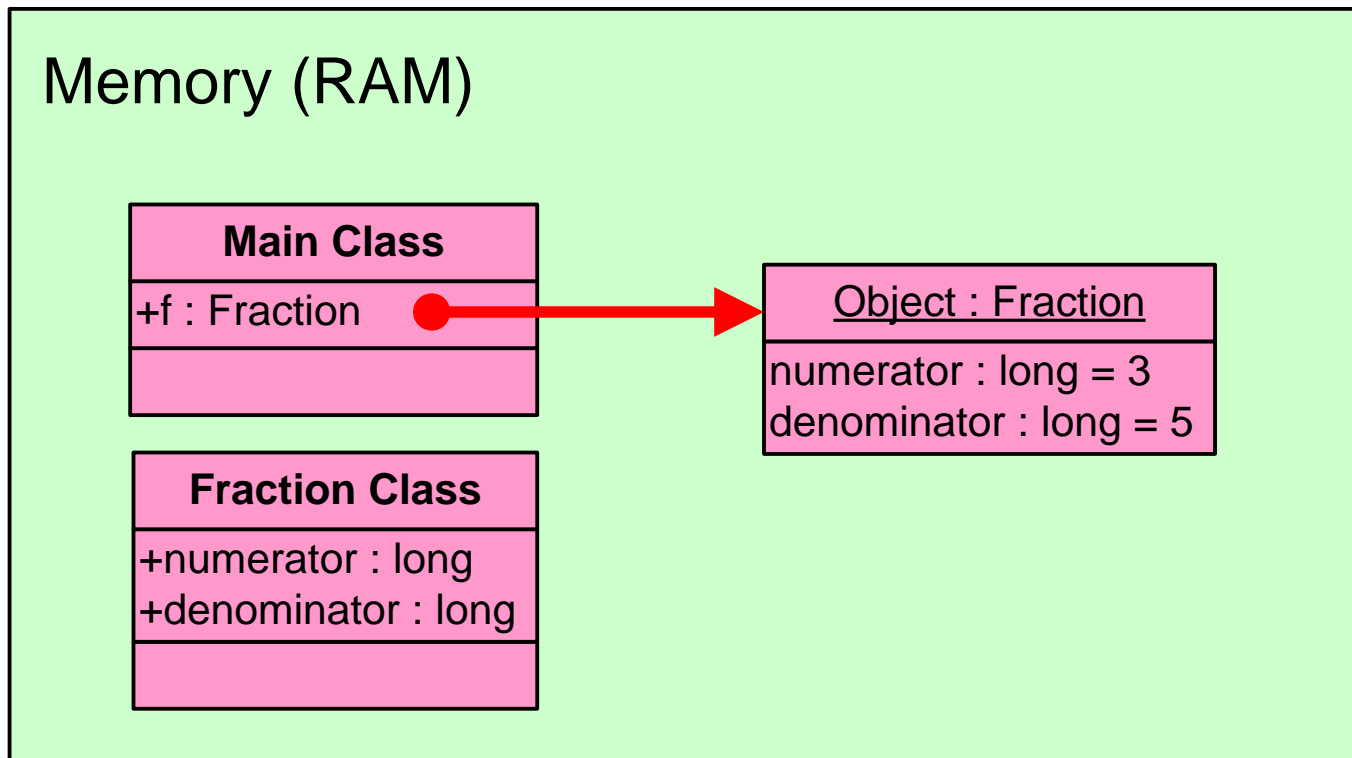 Memory (RAM)
Main Class
+f : Fraction
Object : Fraction
numerator : long = 3
denominator : long = 5
Fraction Class
+numerator : long
+denominator : long